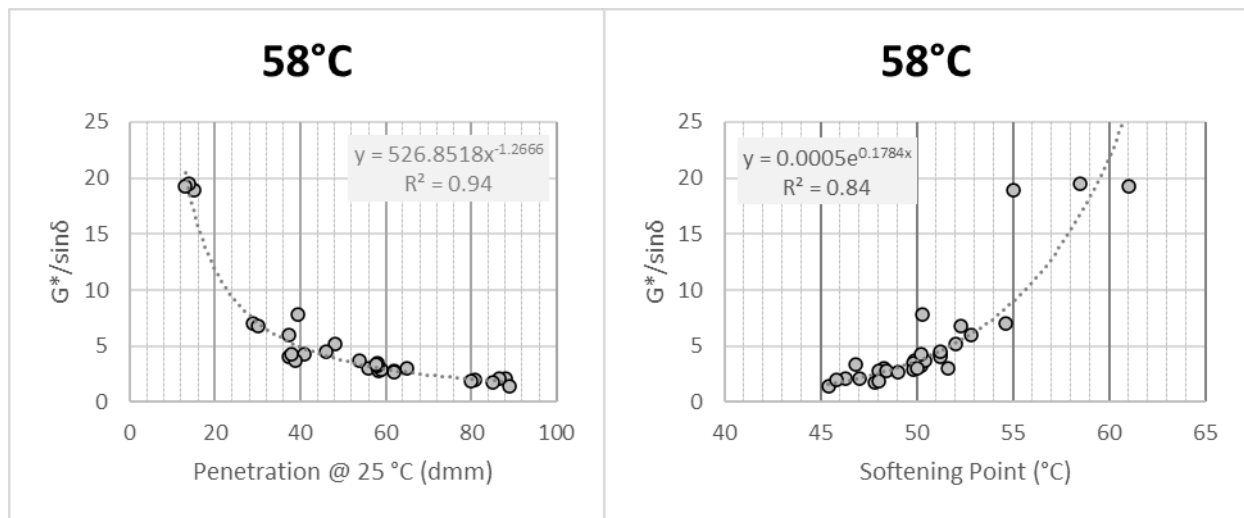 58°C
25
20
15
10
5
0
G*/sinδ
y = 526.8518x^-1.2666
R² = 0.94
0 20 40 60 80 100
Penetration @ 25 °C (dmm)
58°C
25
20
15
10
5
0
G*/sinδ
y = 0.0005e^0.1784x
R² = 0.84
40 45 50 55 60 65
Softening Point (°C)